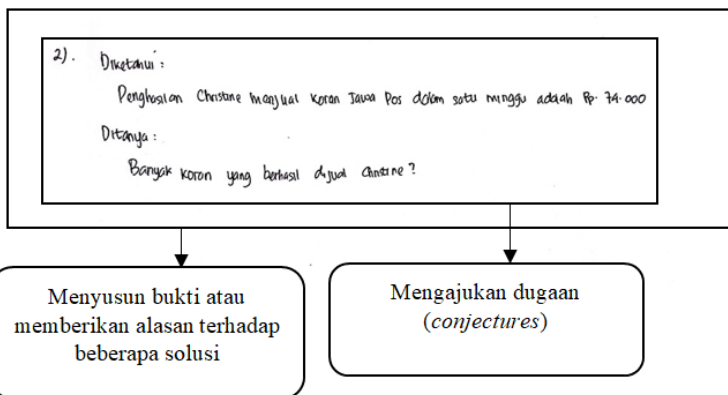 2). Diketahui :
Penghasilan Christine menjual koran Jawa Pos dalam satu minggu adalah Rp. 74.000
Ditanya :
Banyak koran yang berhasil dijual Christine ?
Menyusun bukti atau
memberikan alasan terhadap
beberapa solusi
Mengajukan dugaan
(conjectures)